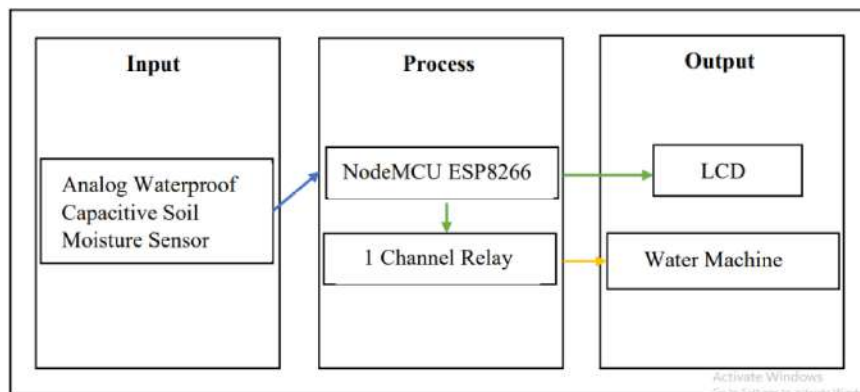 Input
Process
Output
Analog Waterproof
Capacitive Soil
Moisture Sensor
NodeMCU ESP8266
1 Channel Relay
LCD
Water Machine
Activate Windows